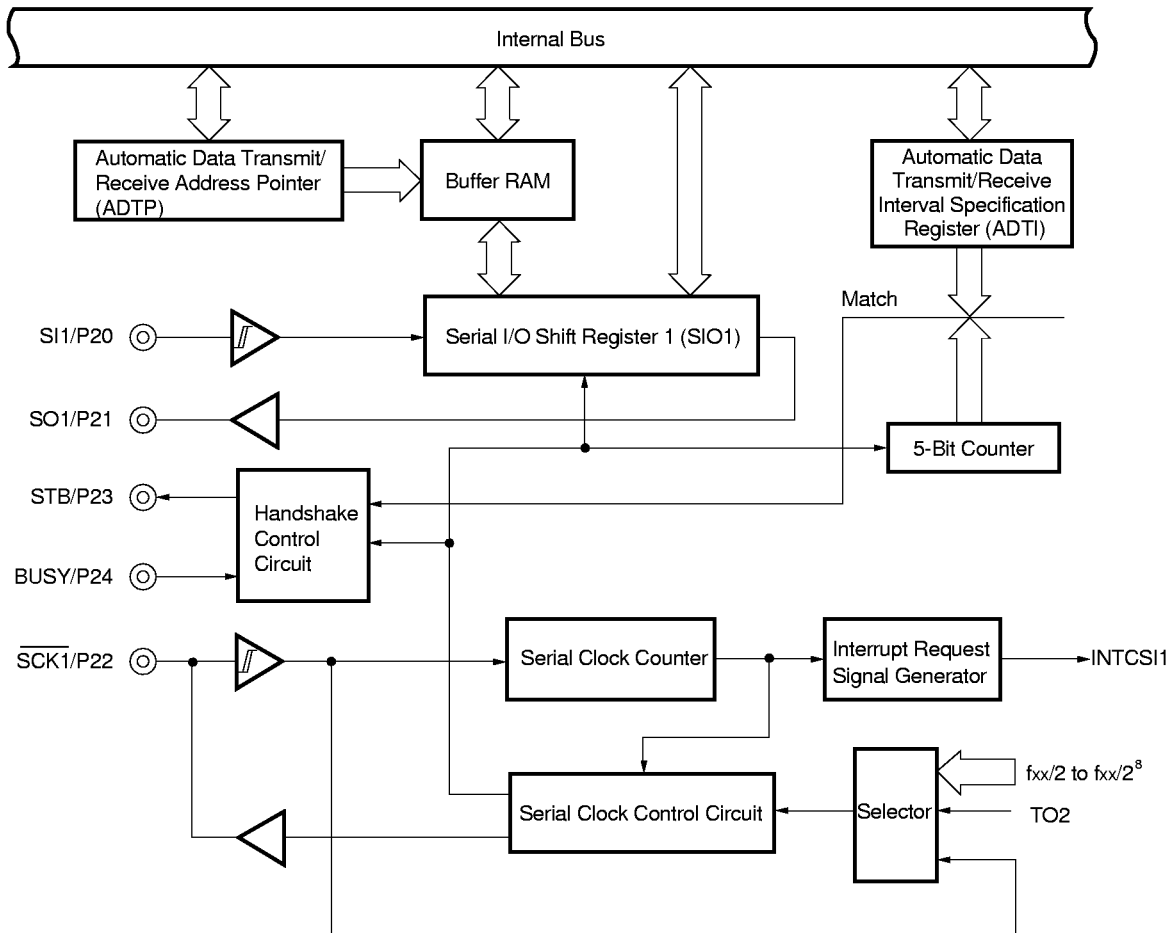 Internal Bus
Automatic Data Transmit/
Receive Address Pointer
(ADTP)
Buffer RAM
Automatic Data
Transmit/Receive
Interval Specification
Register (ADTI)
Match
SI1/P20
Serial I/O Shift Register 1 (SIO1)
SO1/P21
5-Bit Counter
STB/P23
Handshake
Control
Circuit
BUSY/P24
S̅C̅K̅1̅/P22
Serial Clock Counter
Interrupt Request
Signal Generator
INTCSI1
fxx/2 to fxx/2⁸
Serial Clock Control Circuit
Selector
TO2